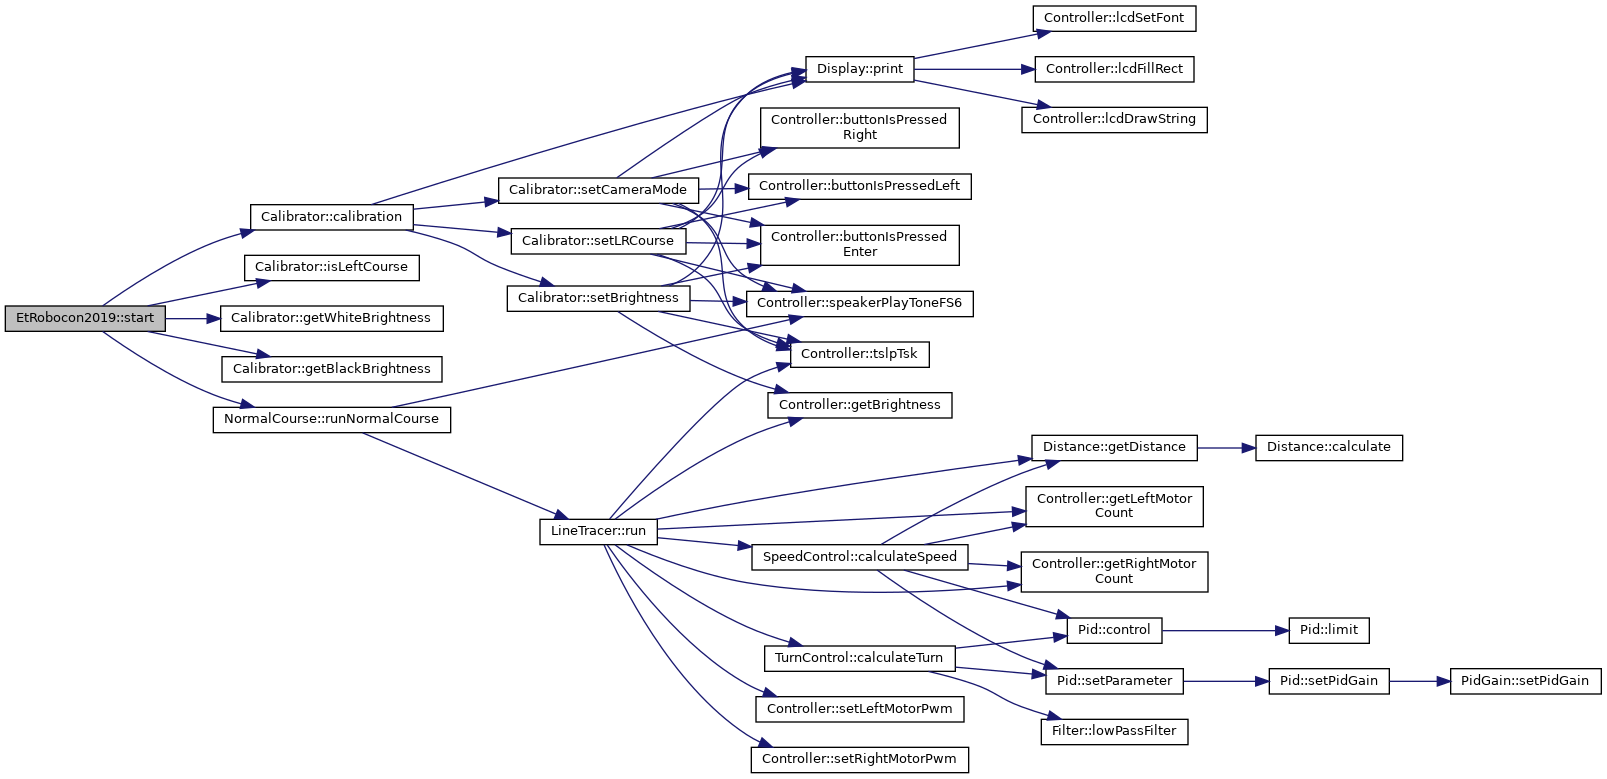 Controller::lcdSetFont
Display::print
Controller::lcdFillRect
Controller::lcdDrawString
Controller::buttonIsPressed
Right
Calibrator::setCameraMode
Controller::buttonIsPressedLeft
Calibrator::calibration
Calibrator::setLRCourse
Controller::buttonIsPressed
Enter
Calibrator::isLeftCourse
Calibrator::setBrightness
Controller::speakerPlayToneFS6
EtRobocon2019::start
Calibrator::getWhiteBrightness
Controller::tslpTsk
Calibrator::getBlackBrightness
Controller::getBrightness
NormalCourse::runNormalCourse
Distance::getDistance
Distance::calculate
Controller::getLeftMotor
Count
LineTracer::run
SpeedControl::calculateSpeed
Controller::getRightMotor
Count
Pid::control
Pid::limit
TurnControl::calculateTurn
Pid::setParameter
Pid::setPidGain
PidGain::setPidGain
Controller::setLeftMotorPwm
Filter::lowPassFilter
Controller::setRightMotorPwm